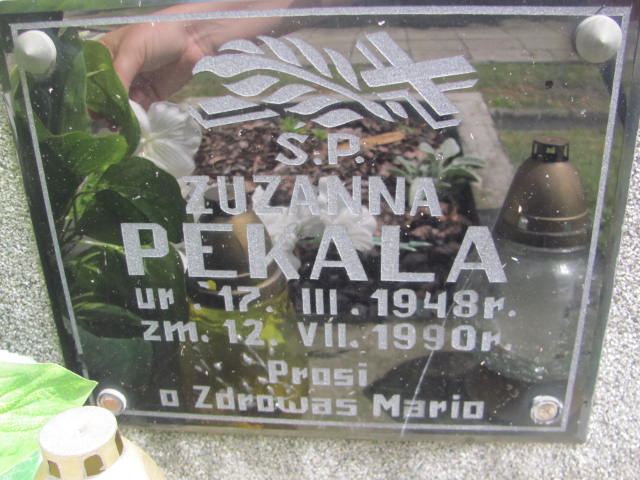 S.P.
ZUZANNA
PĘKALA
ur 17. III. 1948r.
zm. 12. VII. 1990r.
Prosi
o Zdrowaś Mario